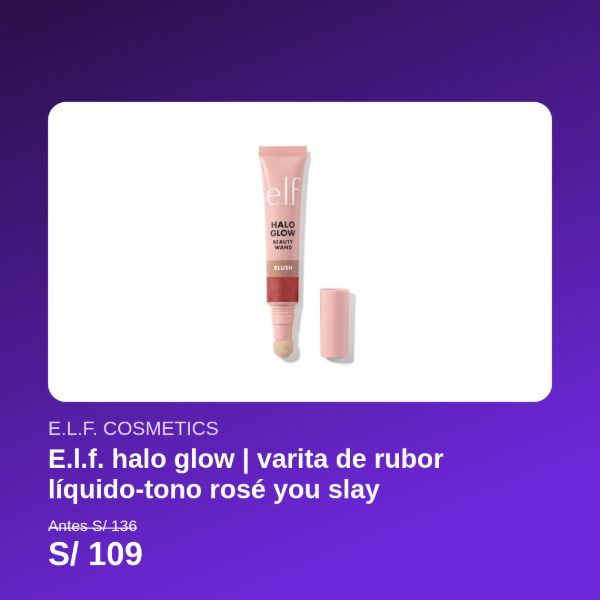 e.l.f.
HALO
GLOW
BEAUTY
WAND
BLUSH
E.L.F. COSMETICS
E.l.f. halo glow | varita de rubor
líquido-tono rosé you slay
Antes S/ 136
S/ 109